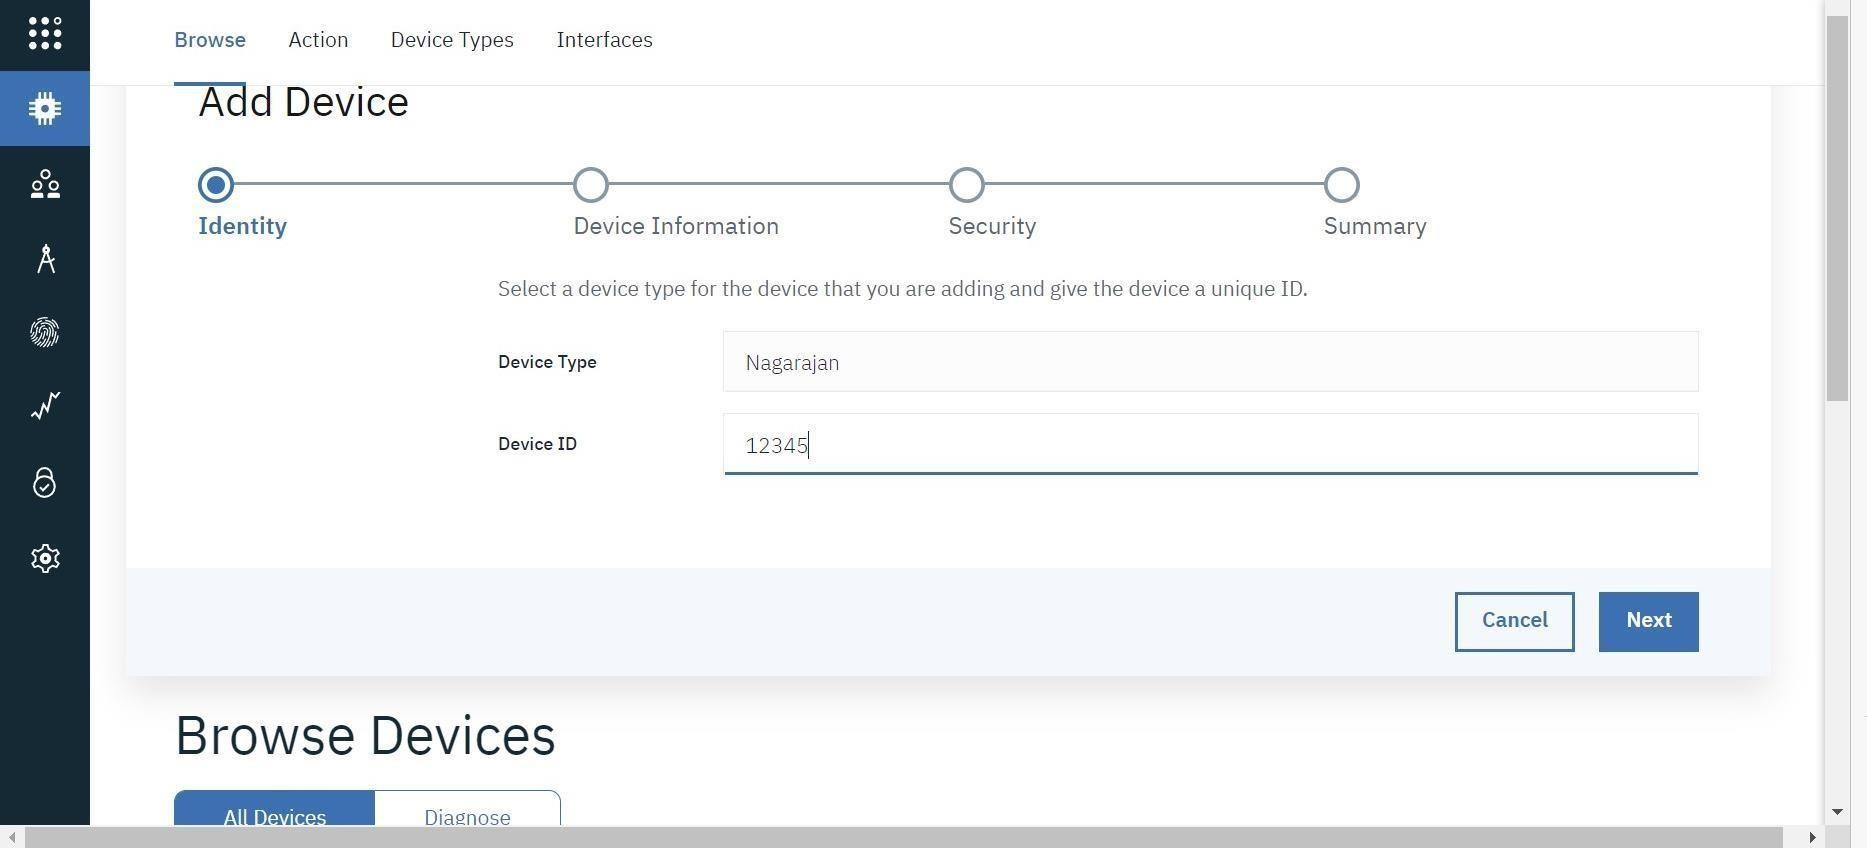 Browse Action Device Types Interfaces
Add Device
Identity Device Information Security Summary
Select a device type for the device that you are adding and give the device a unique ID.
Device Type Nagarajan
Device ID 12345
Cancel Next
Browse Devices
All Devices Diagnose